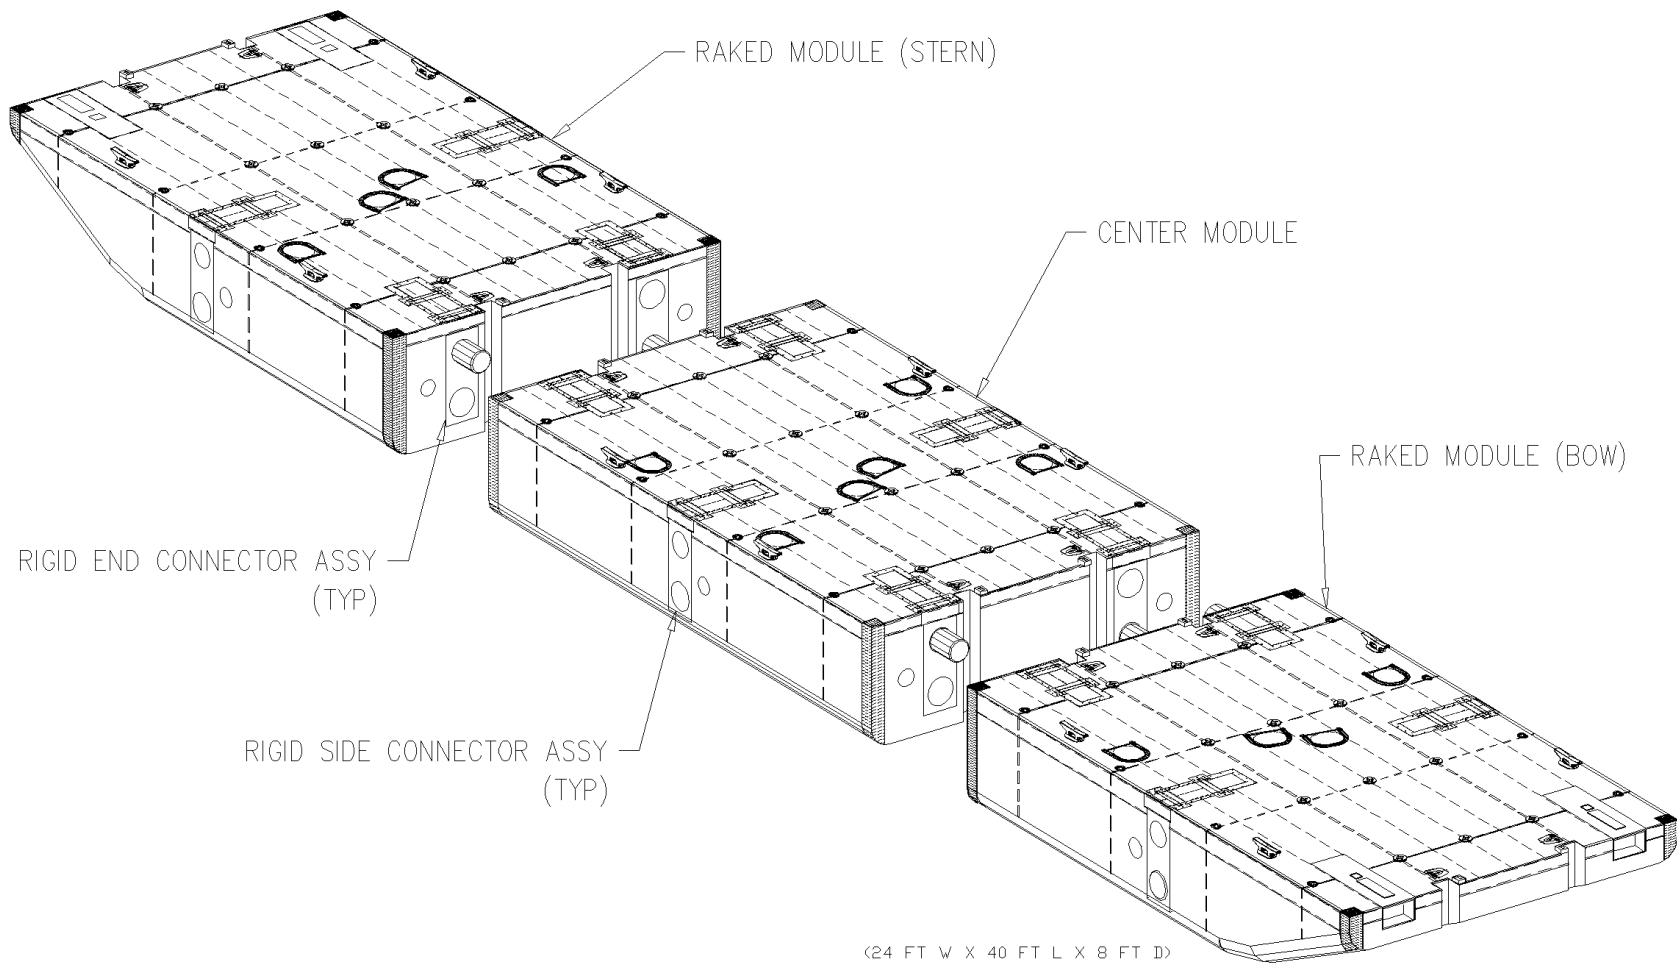 RAKED MODULE (STERN)
CENTER MODULE
RAKED MODULE (BOW)
RIGID END CONNECTOR ASSY
(TYP)
RIGID SIDE CONNECTOR ASSY
(TYP)
(24 FT W X 40 FT L X 8 FT D)